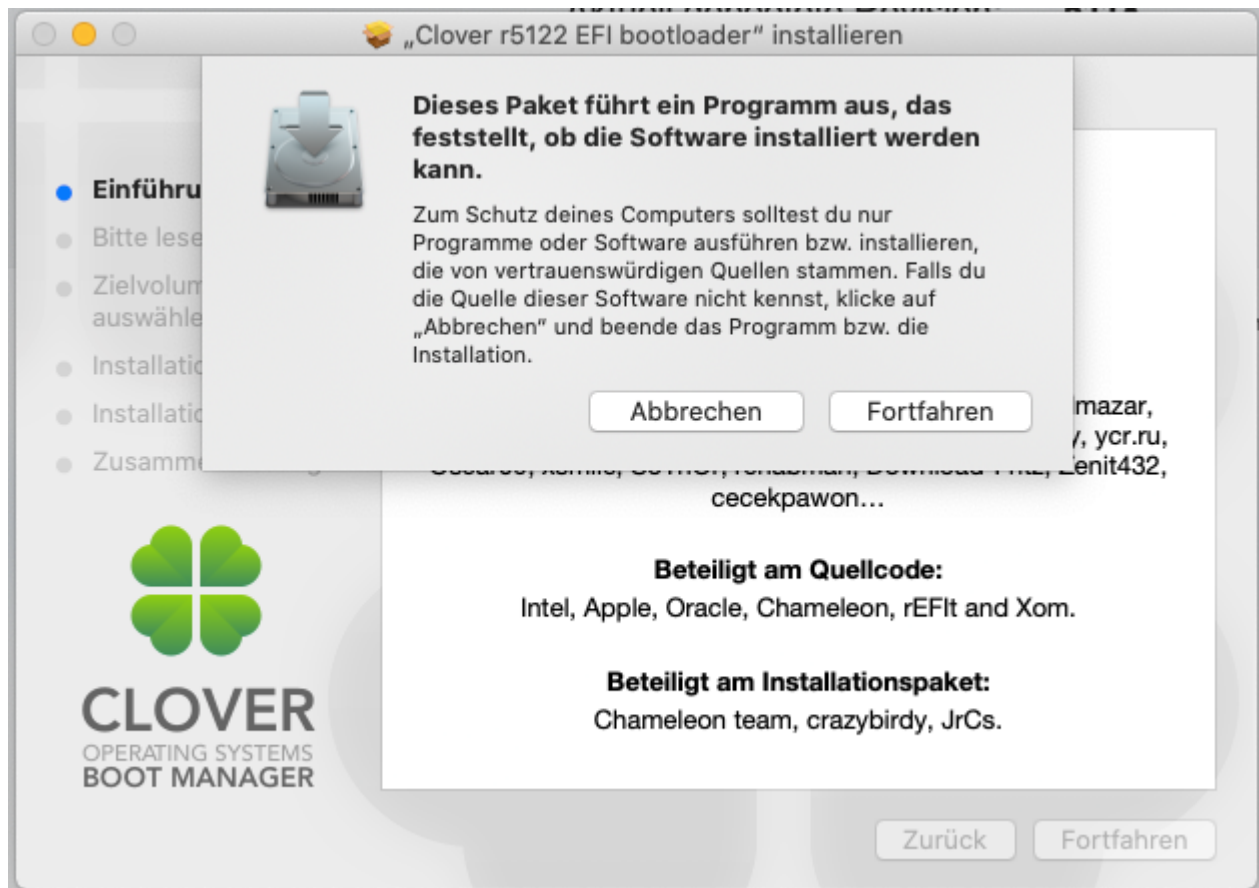 „Clover r5122 EFI bootloader“ installieren
Dieses Paket führt ein Programm aus, das
feststellt, ob die Software installiert werden
kann.
Zum Schutz deines Computers solltest du nur
Programme oder Software ausführen bzw. installieren,
die von vertrauenswürdigen Quellen stammen. Falls du
die Quelle dieser Software nicht kennst, klicke auf
„Abbrechen“ und beende das Programm bzw. die
Installation.
Abbrechen
Fortfahren
Einführu
Bitte lese
Zielvolum
auswähle
Installatio
Installatio
Zusamme
lmazar,
, ycr.ru,
Zenit432,
cecekpawon…
Beteiligt am Quellcode:
Intel, Apple, Oracle, Chameleon, rEFIt and Xom.
Beteiligt am Installationspaket:
Chameleon team, crazybirdy, JrCs.
CLOVER
OPERATING SYSTEMS
BOOT MANAGER
Zurück
Fortfahren